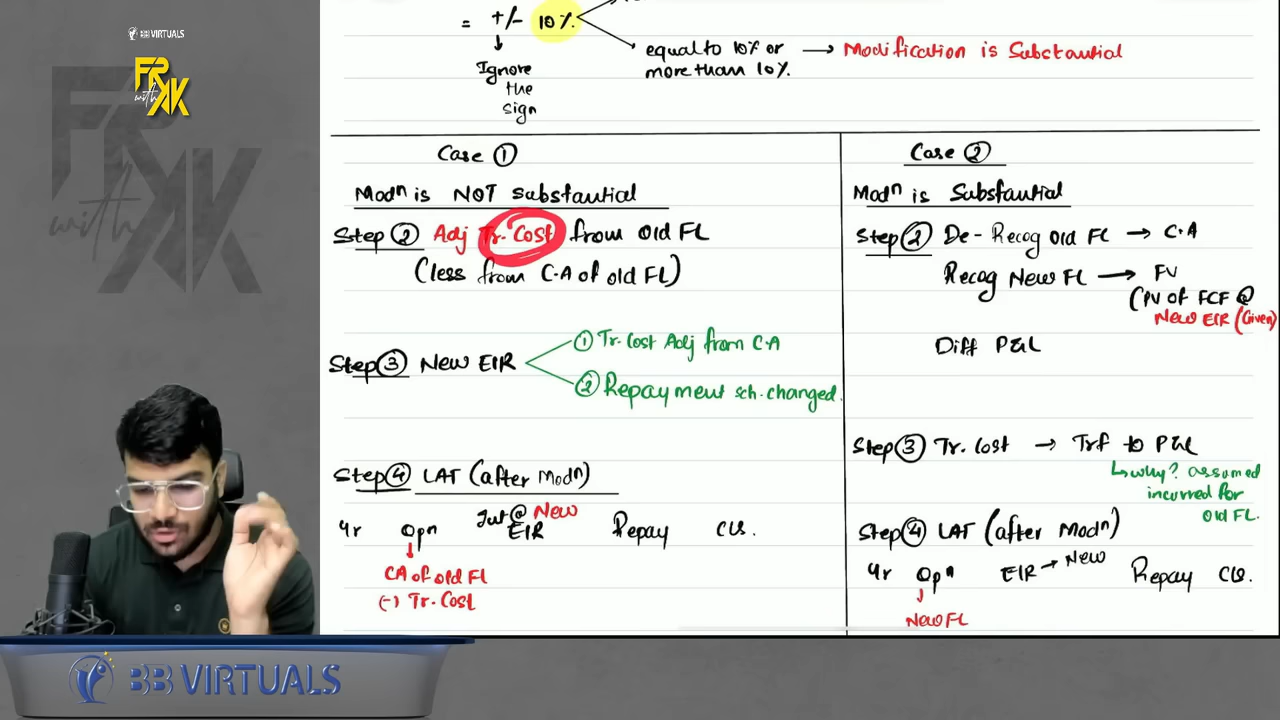 BB VIRTUALS
FR
with
AK
= +/- 10%.
equal to 10% or → Modification is Substantial
more than 10%.
Ignore
the
sign
Case ①
Modⁿ is NOT Substantial
Step ② Adj Tr. Cost from Old FL
(less from C.A of old FL)
Step ③ New EIR
① Tr. Cost Adj from C.A
② Repayment sch. changed.
Step ④ LAT (after Modⁿ)
Yr Opⁿ Int @ New EIR Repay Cls.
CA of old FL
(-) Tr. Cost
Case ②
Modⁿ is Substantial
Step ② De-Recog Old FL → C.A
Recog New FL → FV
(PV of FCF @
New EIR (Given)
Diff P&L
Step ③ Tr. Cost → Trf to P&L
↳ why? assumed
incurred for
old FL.
Step ④ LAT (after Modⁿ)
Yr Opⁿ EIR → New Repay Cls.
New FL
BB VIRTUALS